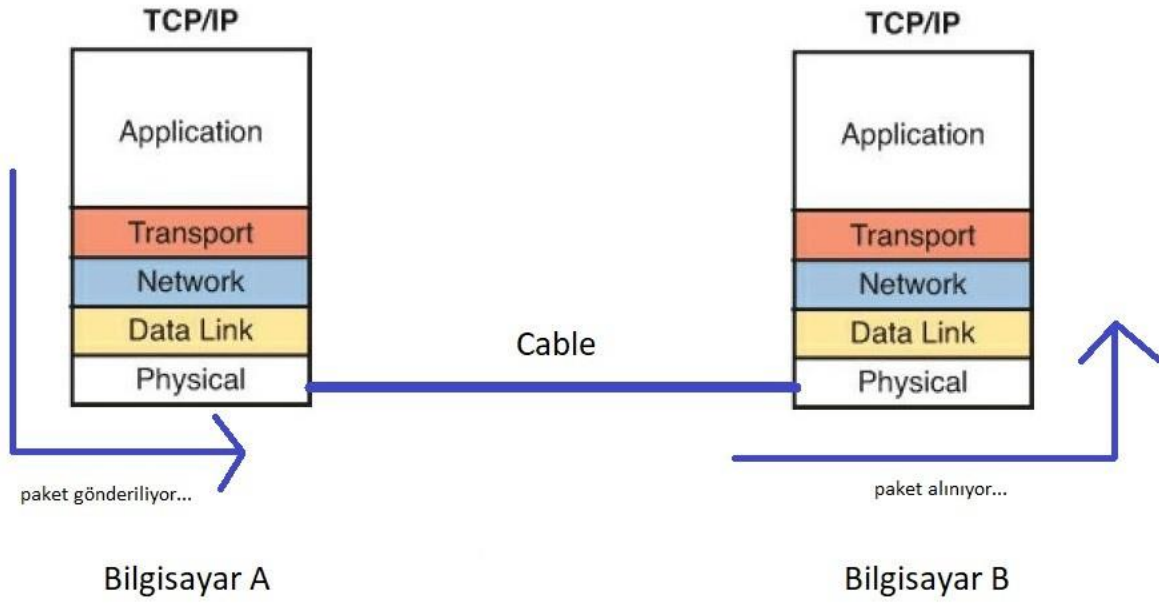 TCP/IP
Application
Transport
Network
Data Link
Physical
paket gönderiliyor...
Bilgisayar A
Cable
TCP/IP
Application
Transport
Network
Data Link
Physical
paket alınıyor...
Bilgisayar B